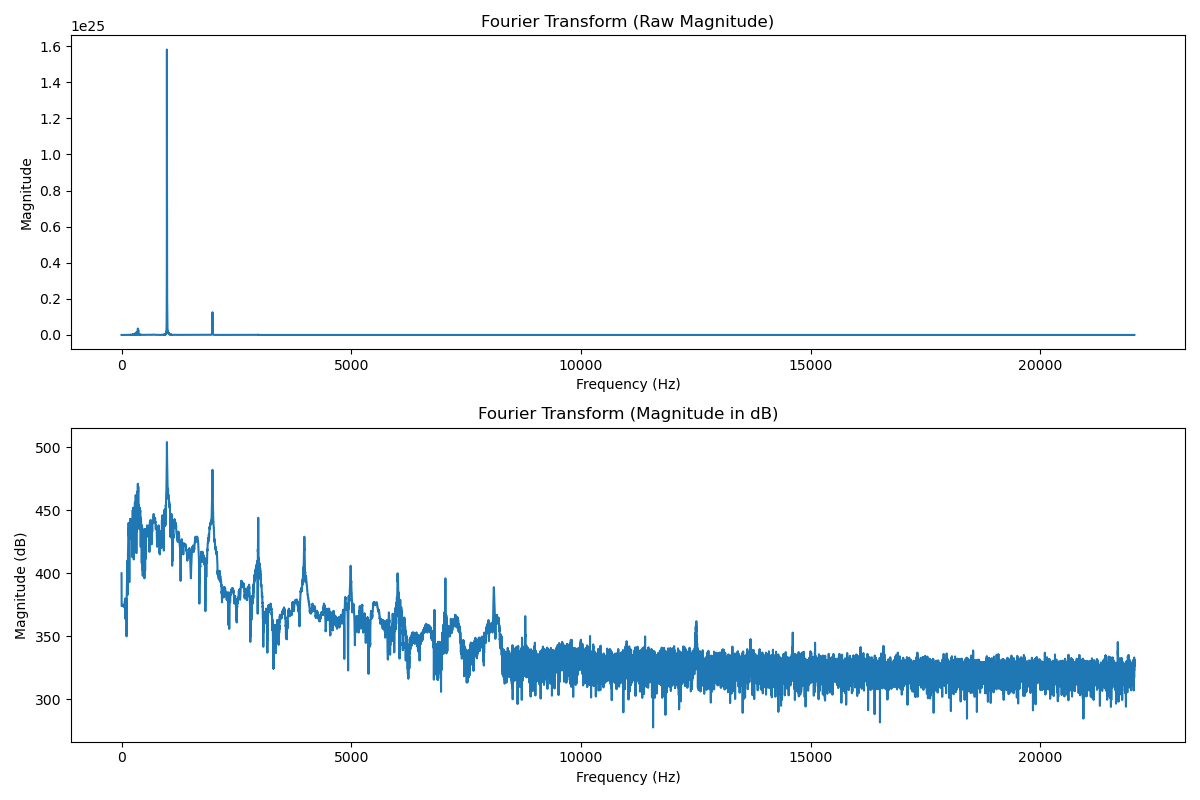 Fourier Transform (Raw Magnitude)
1e25
1.6
1.4
1.2
1.0
0.8
0.6
0.4
0.2
0.0
Magnitude
0 5000 10000 15000 20000
Frequency (Hz)
Fourier Transform (Magnitude in dB)
500
450
400
350
300
Magnitude (dB)
0 5000 10000 15000 20000
Frequency (Hz)